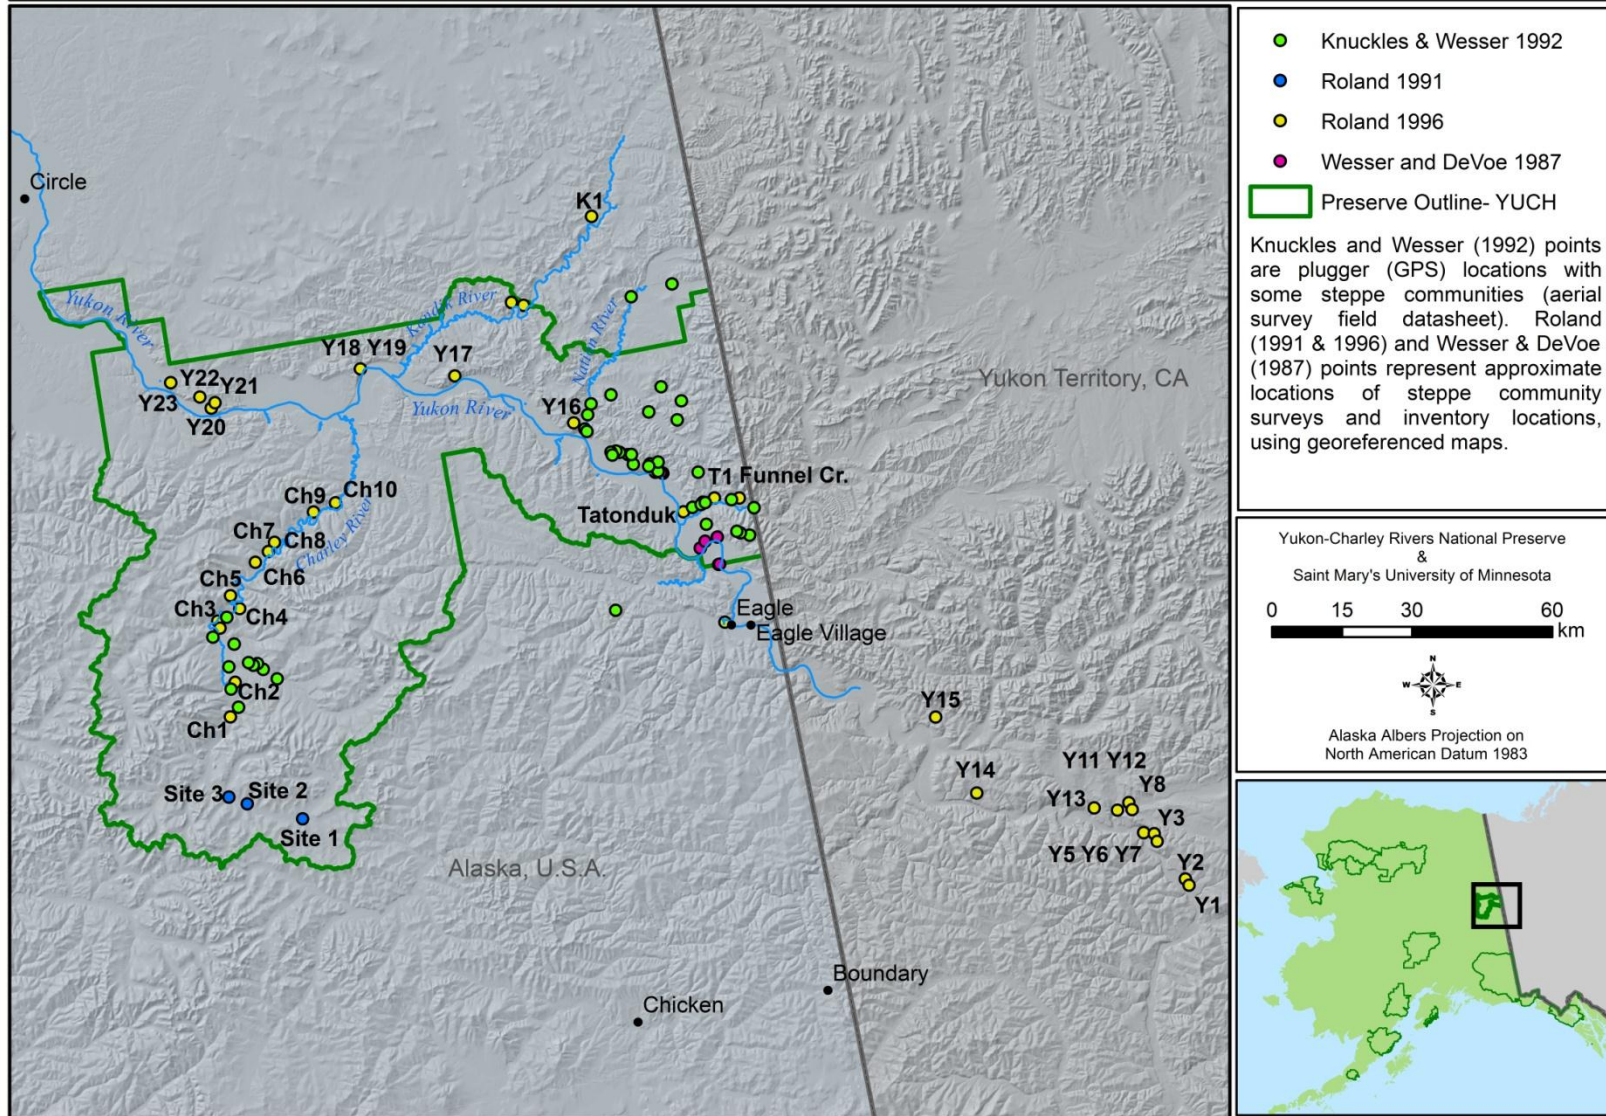 Circle
K1
Yukon River
Kandik River
Nation River
Y18 Y19
Y17
Yukon Territory, CA
Y22
Y21
Y23
Y20
Yukon River
Y16
Ch9
Ch10
T1 Funnel Cr.
Tatonduk
Ch7
Ch8
Charley River
Ch6
Ch5
Ch3
Ch4
Eagle
Eagle Village
Ch2
Ch1
Y15
Site 3
Site 2
Site 1
Y14
Y11 Y12
Y8
Y13
Y3
Y5 Y6 Y7
Y2
Y1
Alaska, U.S.A.
Boundary
Chicken
Knuckles & Wesser 1992
Roland 1991
Roland 1996
Wesser and DeVoe 1987
Preserve Outline- YUCH
Knuckles and Wesser (1992) points
are plugger (GPS) locations with
some steppe communities (aerial
survey field datasheet). Roland
(1991 & 1996) and Wesser & DeVoe
(1987) points represent approximate
locations of steppe community
surveys and inventory locations,
using georeferenced maps.
Yukon-Charley Rivers National Preserve
&
Saint Mary's University of Minnesota
0 15 30 60
km
N
W E
S
Alaska Albers Projection on
North American Datum 1983